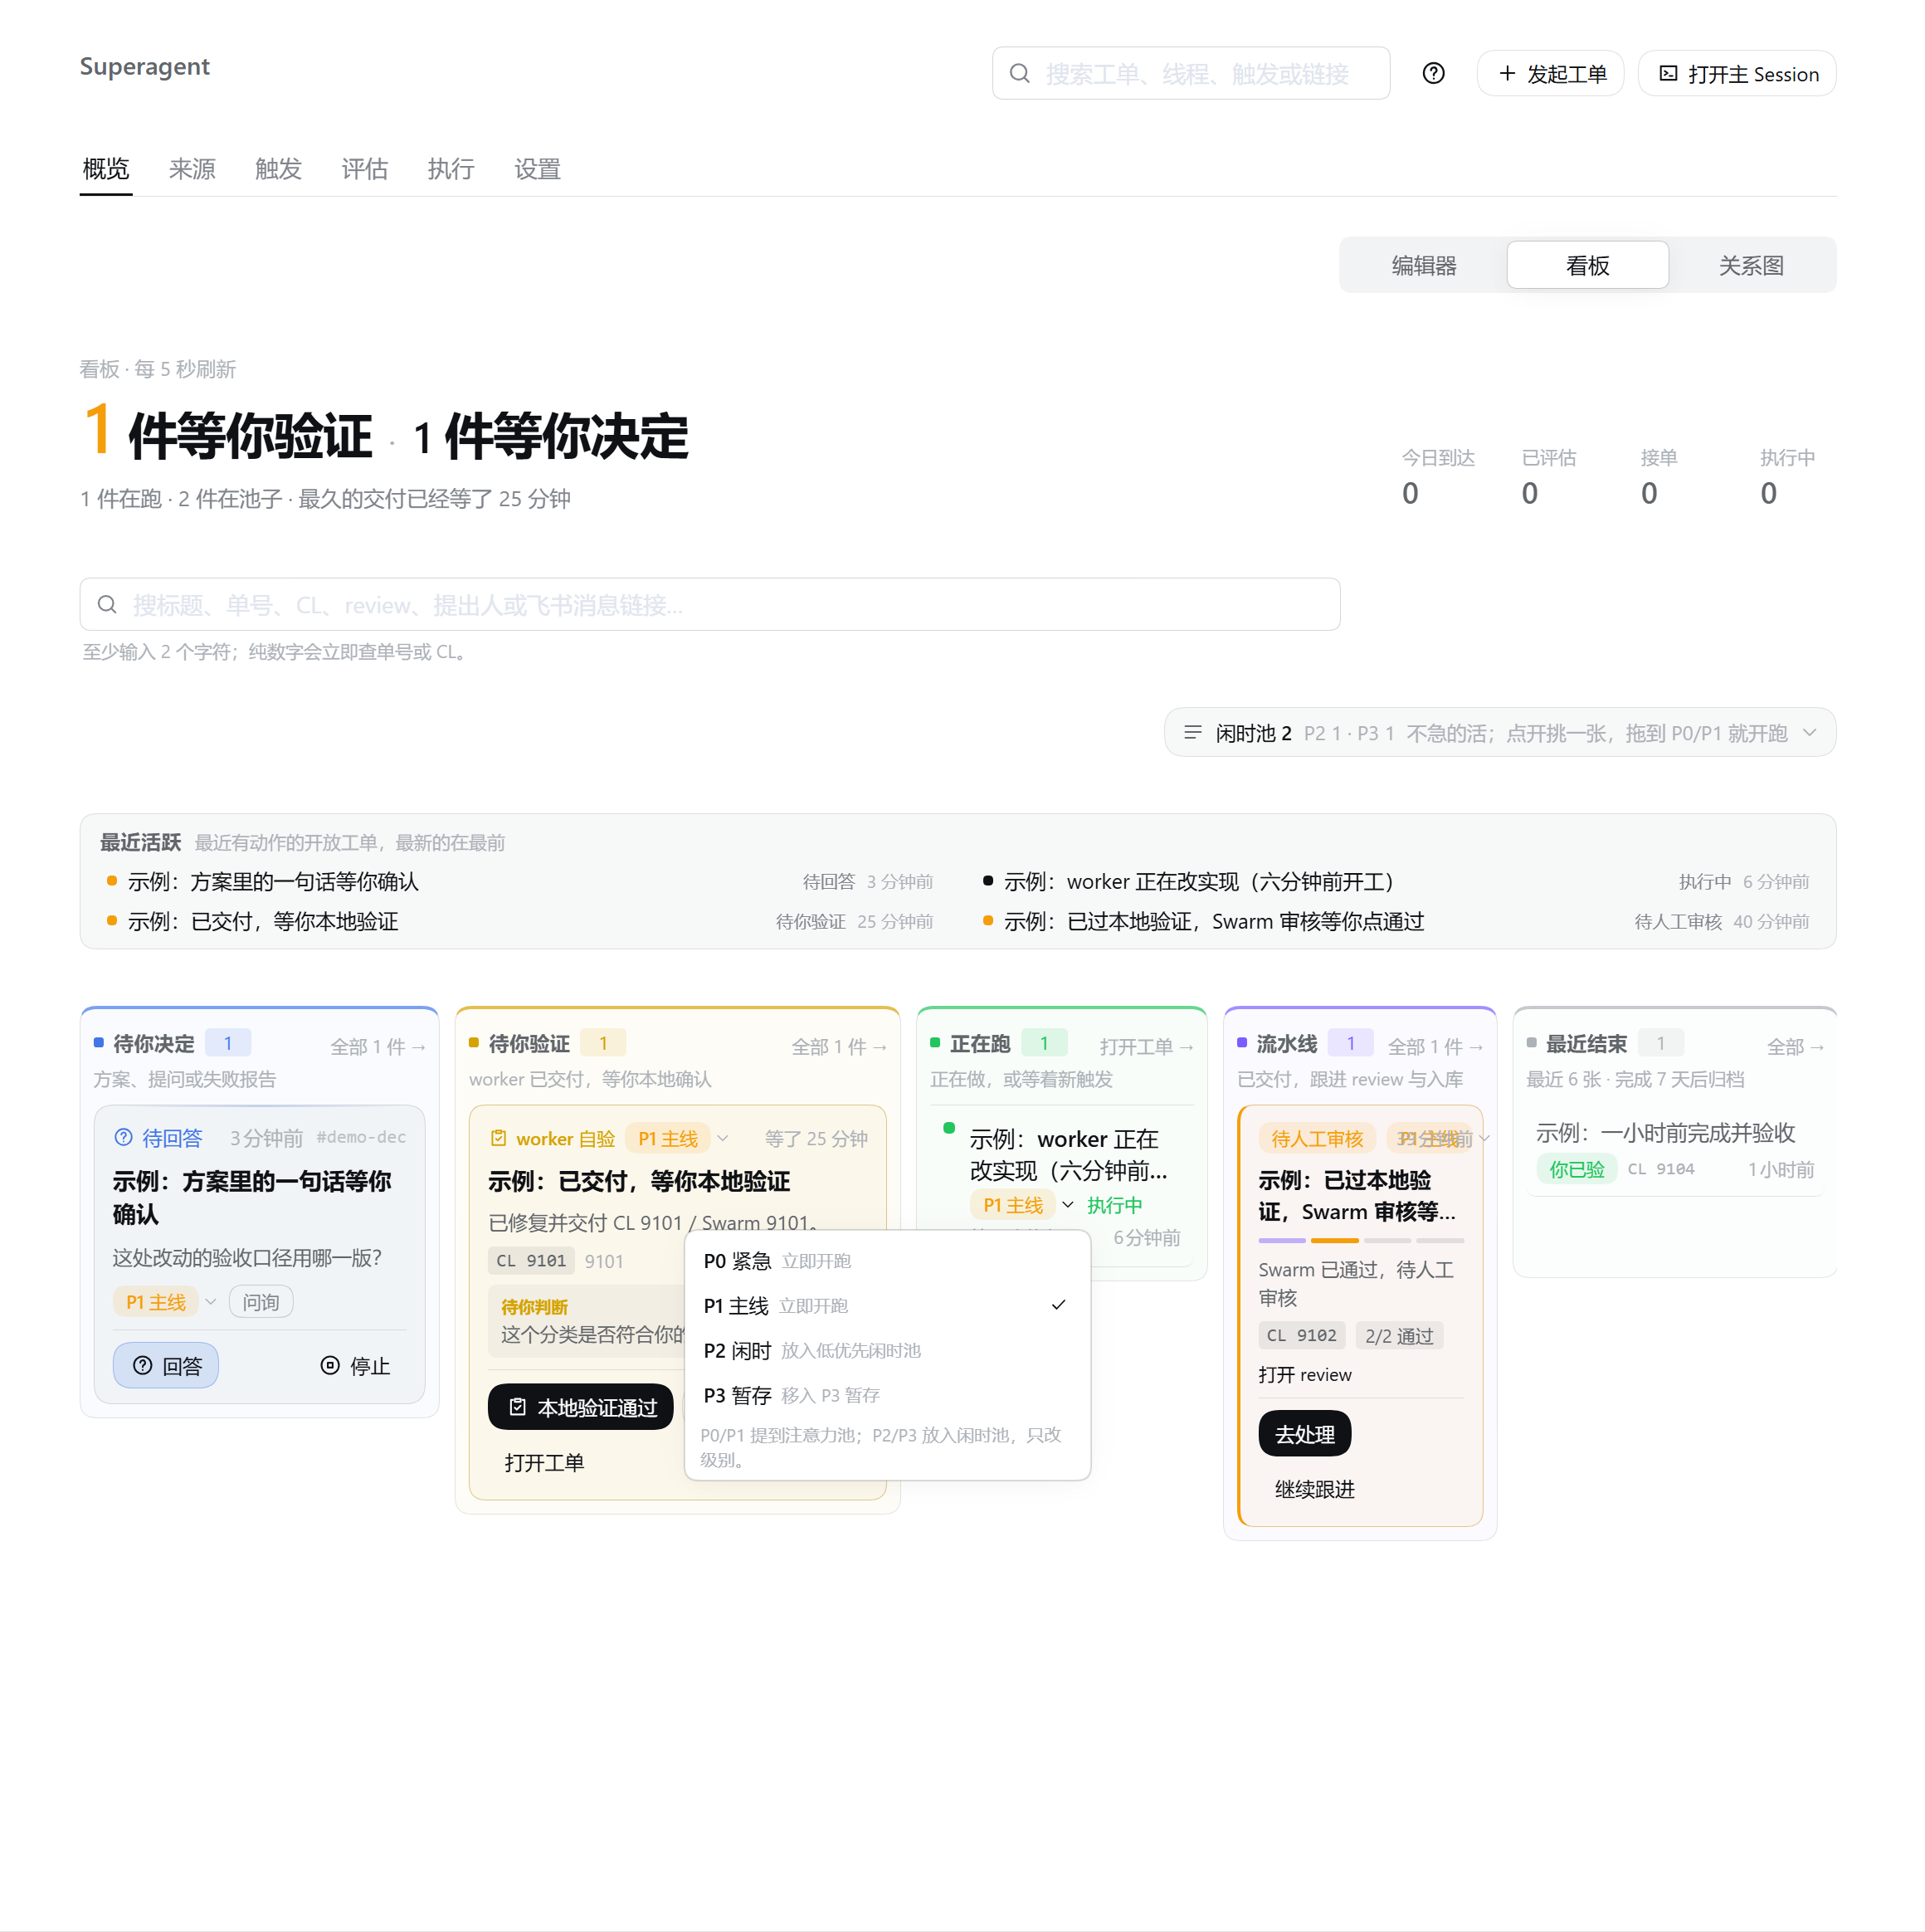 Superagent
搜索工单、线程、触发或链接
发起工单
打开主 Session
概览 来源 触发 评估 执行 设置
编辑器 看板 关系图
看板 · 每 5 秒刷新
1 件等你验证 · 1 件等你决定
1 件在跑 · 2 件在池子 · 最久的交付已经等了 25 分钟
今日到达 已评估 接单 执行中
0 0 0 0
搜标题、单号、CL、review、提出人或飞书消息链接...
至少输入 2 个字符；纯数字会立即查单号或 CL。
闲时池 2 P2 1 · P3 1 不急的活；点开挑一张，拖到 P0/P1 就开跑
最近活跃 最近有动作的开放工单，最新的在最前
示例：方案里的一句话等你确认 待回答 3 分钟前
示例：worker 正在改实现（六分钟前开工） 执行中 6 分钟前
示例：已交付，等你本地验证 待你验证 25 分钟前
示例：已过本地验证，Swarm 审核等你点通过 待人工审核 40 分钟前
待你决定 1 全部 1 件 →
方案、提问或失败报告
待回答 3分钟前 #demo-dec
示例：方案里的一句话等你
确认
这处改动的验收口径用哪一版？
P1 主线 问询
回答 停止
待你验证 1 全部 1 件 →
worker 已交付，等你本地确认
worker 自验 P1 主线 等了 25 分钟
示例：已交付，等你本地验证
已修复并交付 CL 9101 / Swarm 9101。
CL 9101 9101
待你判断
这个分类是否符合你的
本地验证通过
打开工单
P0 紧急 立即开跑
P1 主线 立即开跑
P2 闲时 放入低优先闲时池
P3 暂存 移入 P3 暂存
P0/P1 提到注意力池；P2/P3 放入闲时池，只改
级别。
正在跑 1 打开工单 →
正在做，或等着新触发
示例：worker 正在
改实现（六分钟前...
P1 主线 执行中
6分钟前
流水线 1 全部 1 件 →
已交付，跟进 review 与入库
待人工审核 P1 主线
示例：已过本地验
证，Swarm 审核等...
Swarm 已通过，待人工
审核
CL 9102 2/2 通过
打开 review
去处理
继续跟进
最近结束 1 全部 →
最近 6 张 · 完成 7 天后归档
示例：一小时前完成并验收
你已验 CL 9104 1小时前